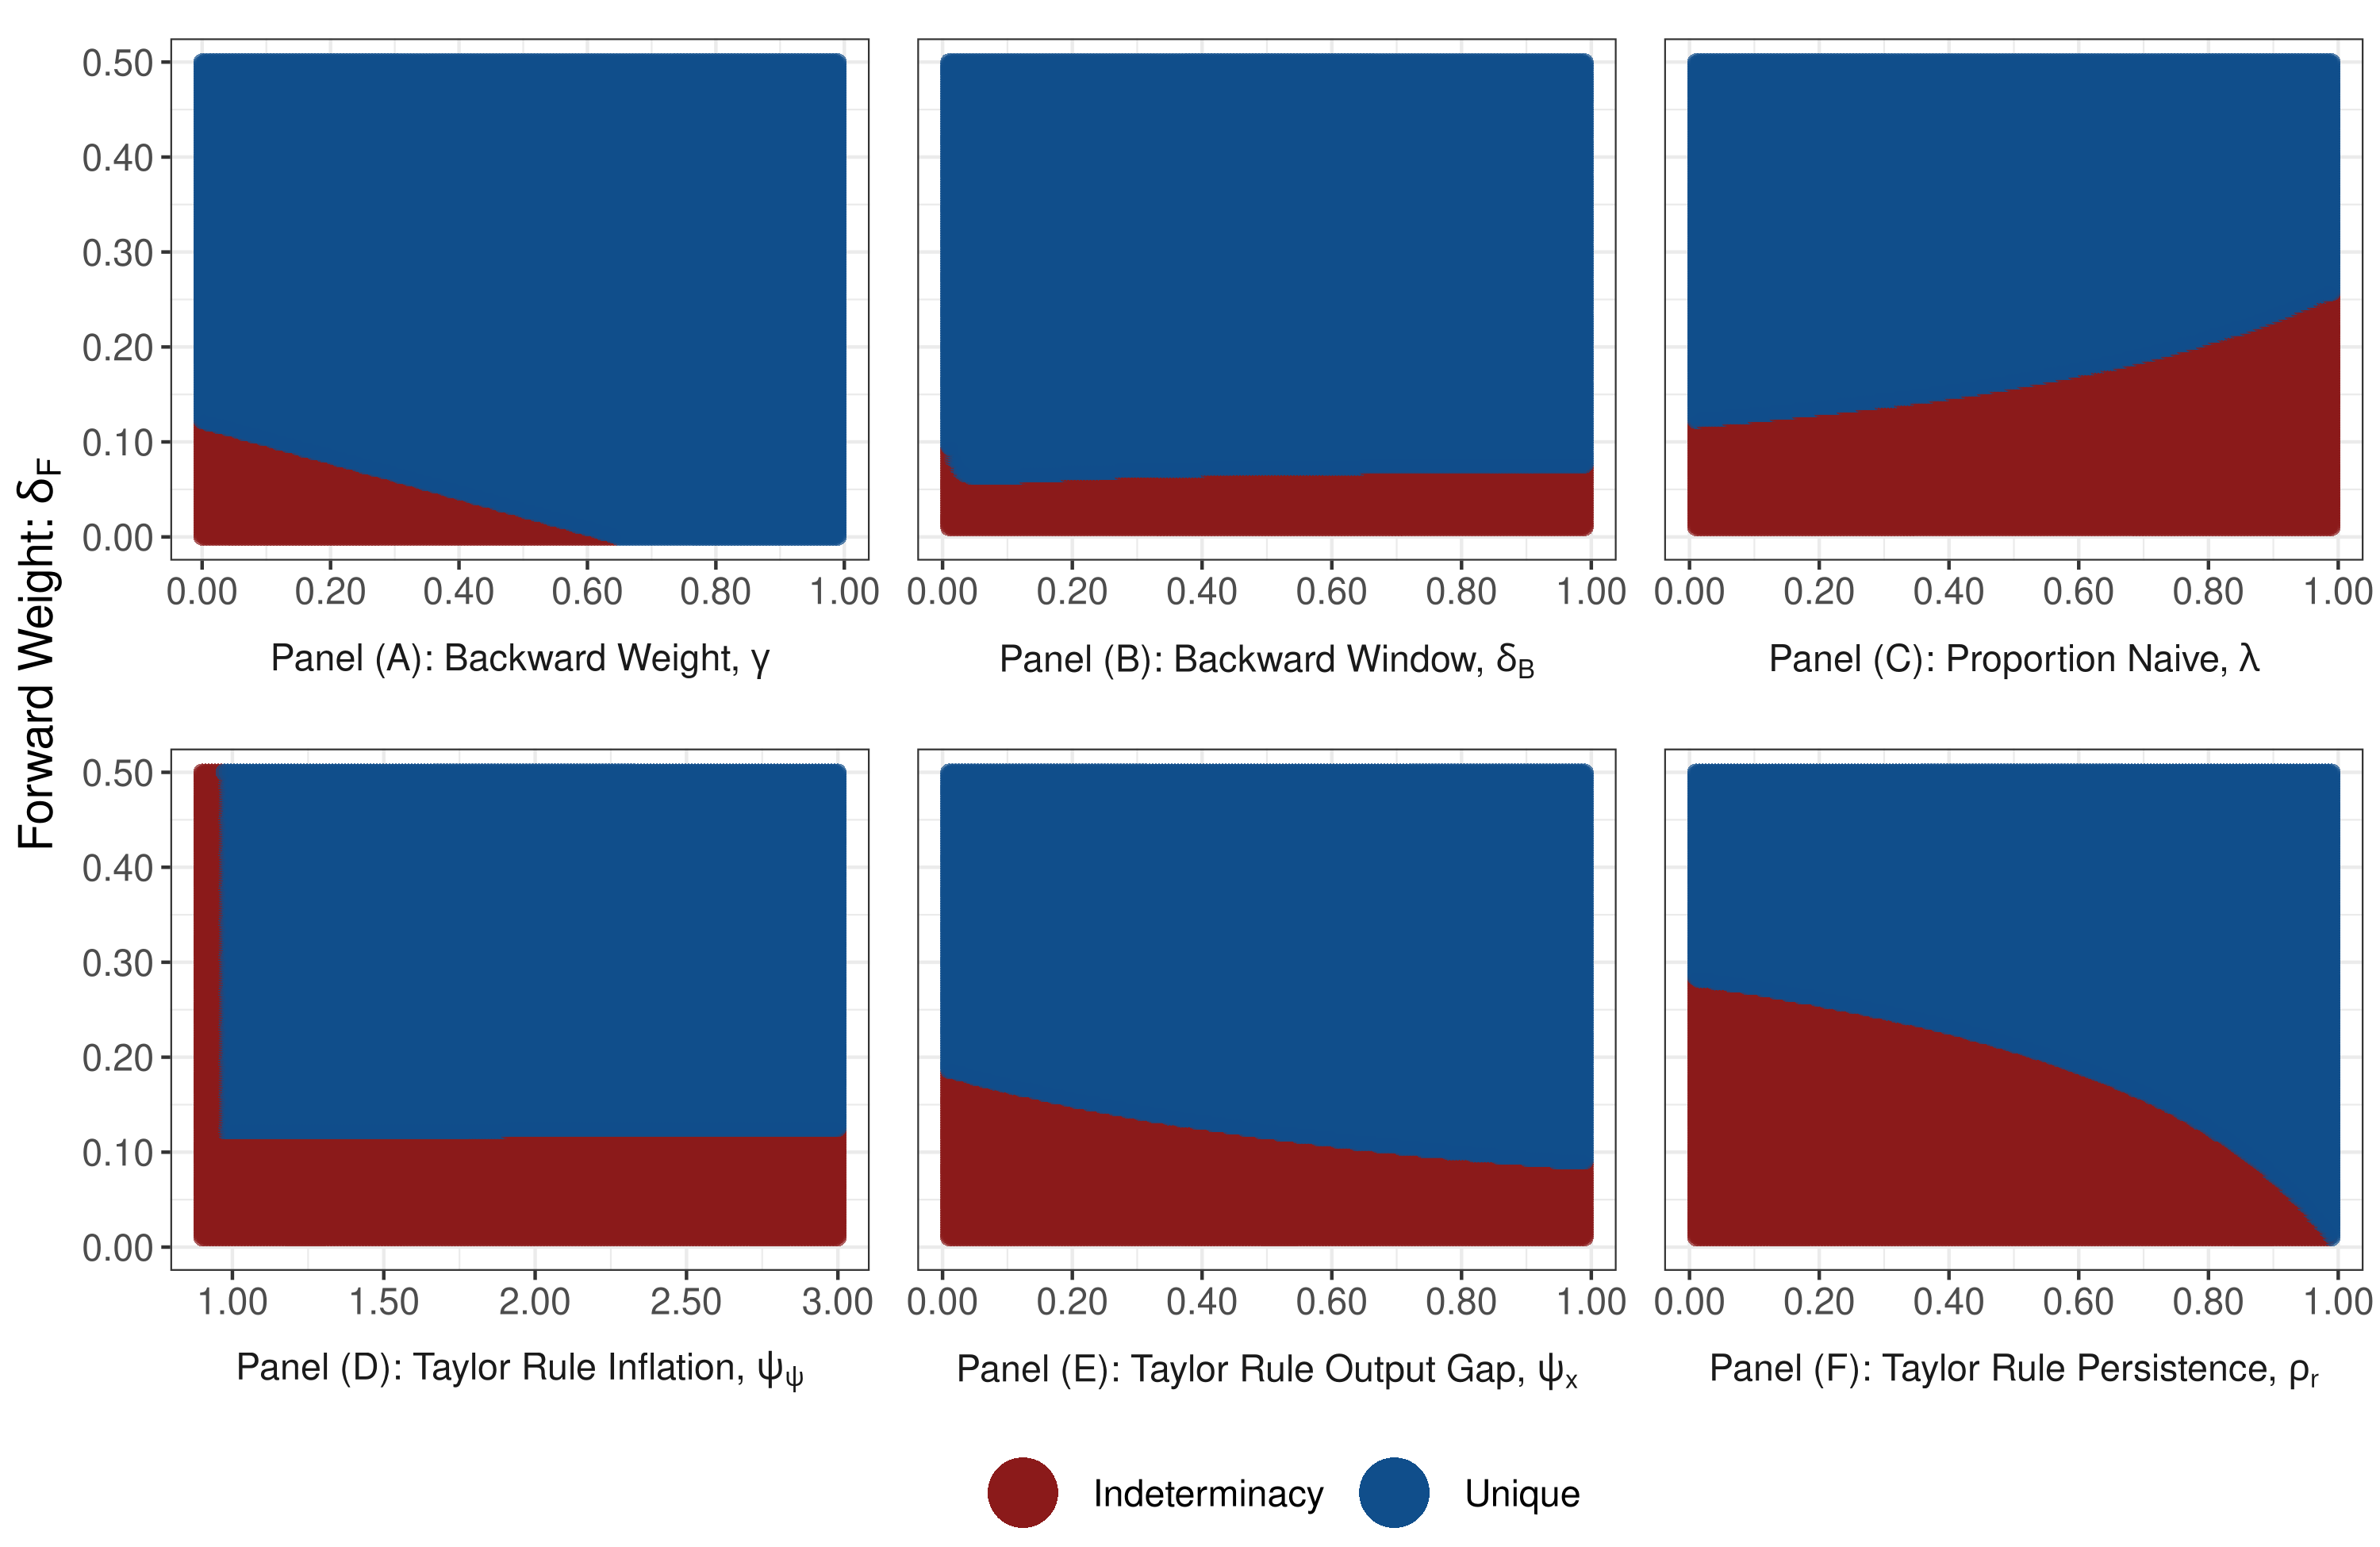 Forward Weight: δF
0.50
0.40
0.30
0.20
0.10
0.00
0.00 0.20 0.40 0.60 0.80 1.00
Panel (A): Backward Weight, γ
0.00 0.20 0.40 0.60 0.80 1.00
Panel (B): Backward Window, δB
0.00 0.20 0.40 0.60 0.80 1.00
Panel (C): Proportion Naive, λ
0.50
0.40
0.30
0.20
0.10
0.00
1.00 1.50 2.00 2.50 3.00
Panel (D): Taylor Rule Inflation, ψψ
0.00 0.20 0.40 0.60 0.80 1.00
Panel (E): Taylor Rule Output Gap, ψx
0.00 0.20 0.40 0.60 0.80 1.00
Panel (F): Taylor Rule Persistence, ρr
Indeterminacy Unique